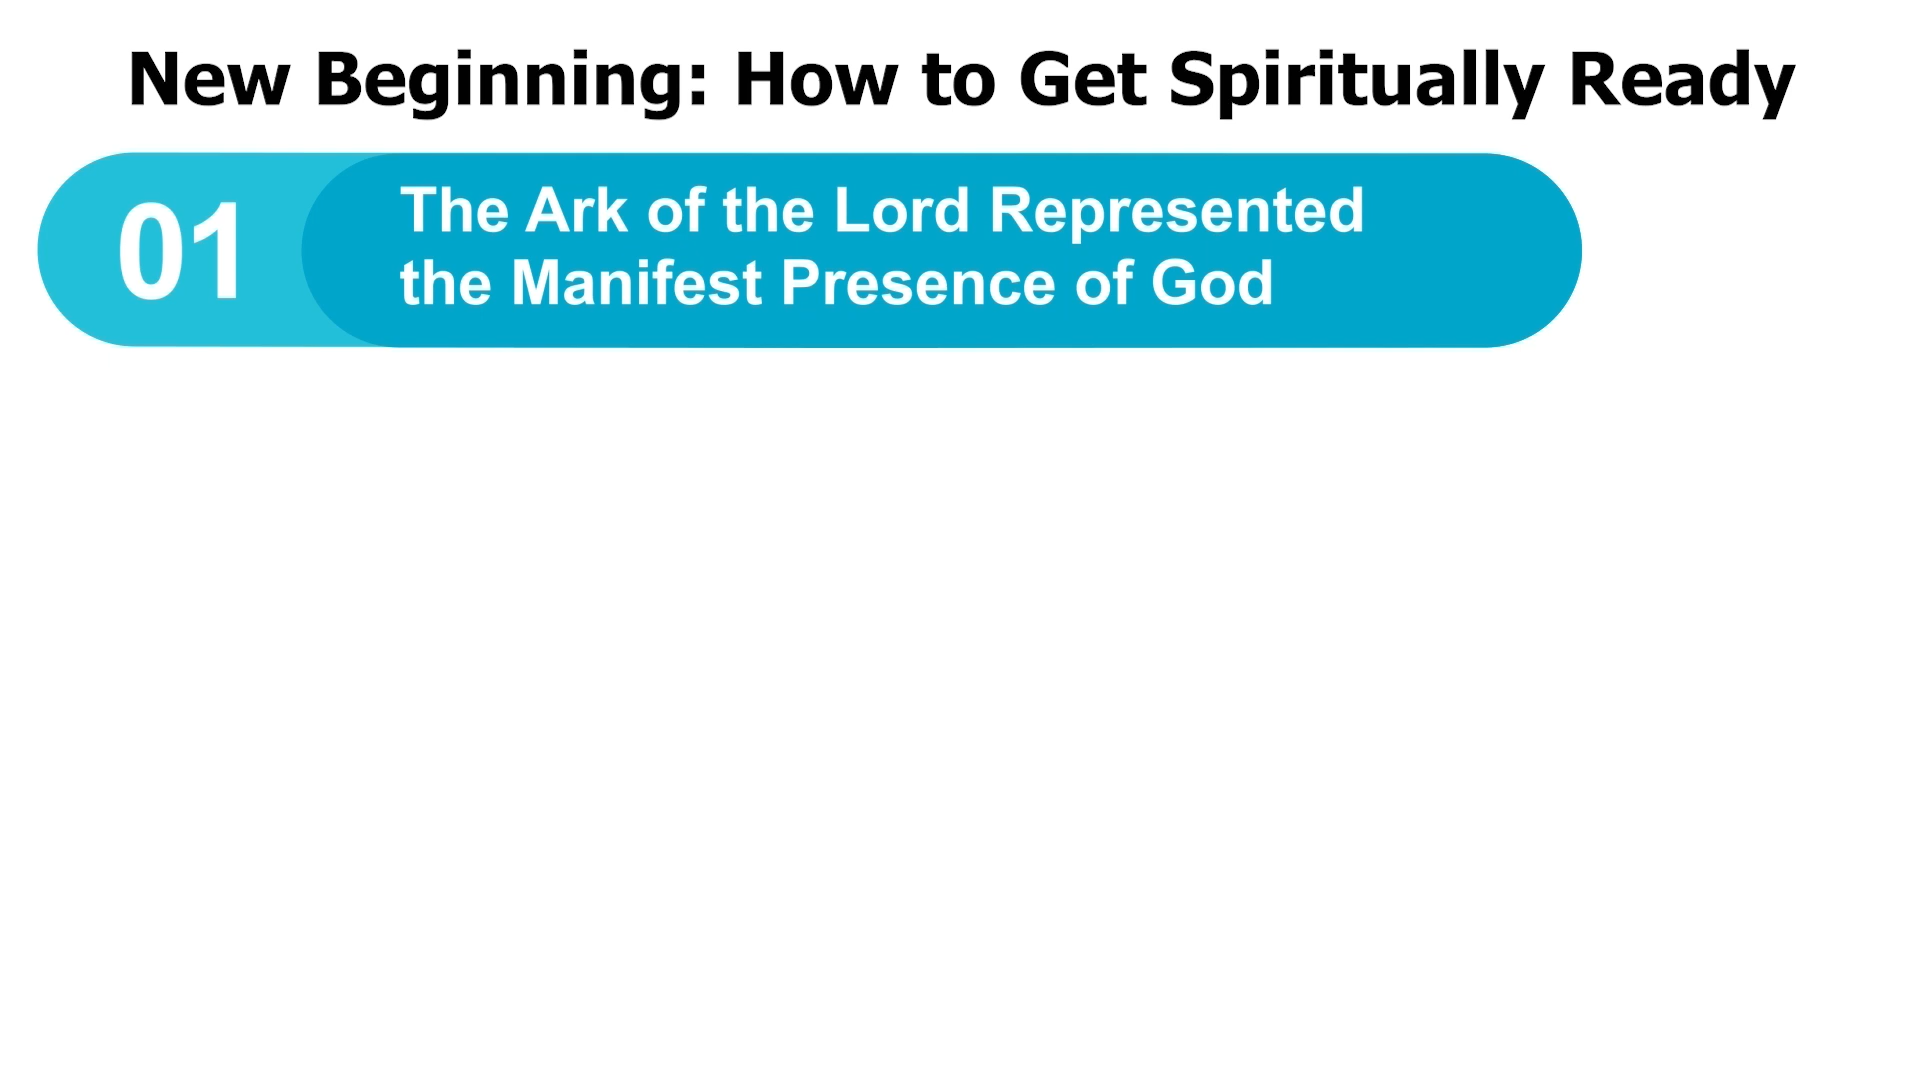 New Beginning: How to Get Spiritually Ready
01
The Ark of the Lord Represented
the Manifest Presence of God